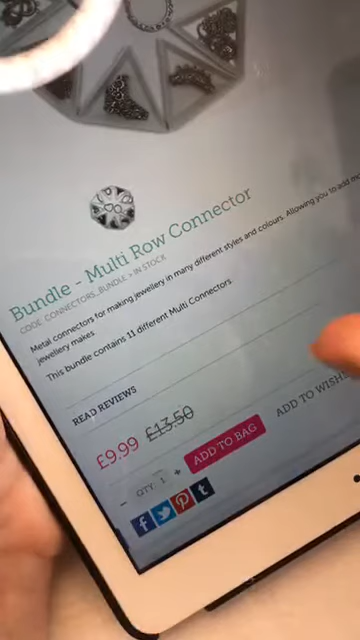 Bundle - Multi Row Connector
CODE: CONNECTORS_BUNDLE > IN STOCK
Metal connectors for making jewellery in many different styles and colours. Allowing you to add mo
jewellery makes
This bundle contains 11 different Multi Connectors.
READ REVIEWS
£9.99 £13.50
- QTY: 1 + ADD TO BAG ADD TO WISH
f t